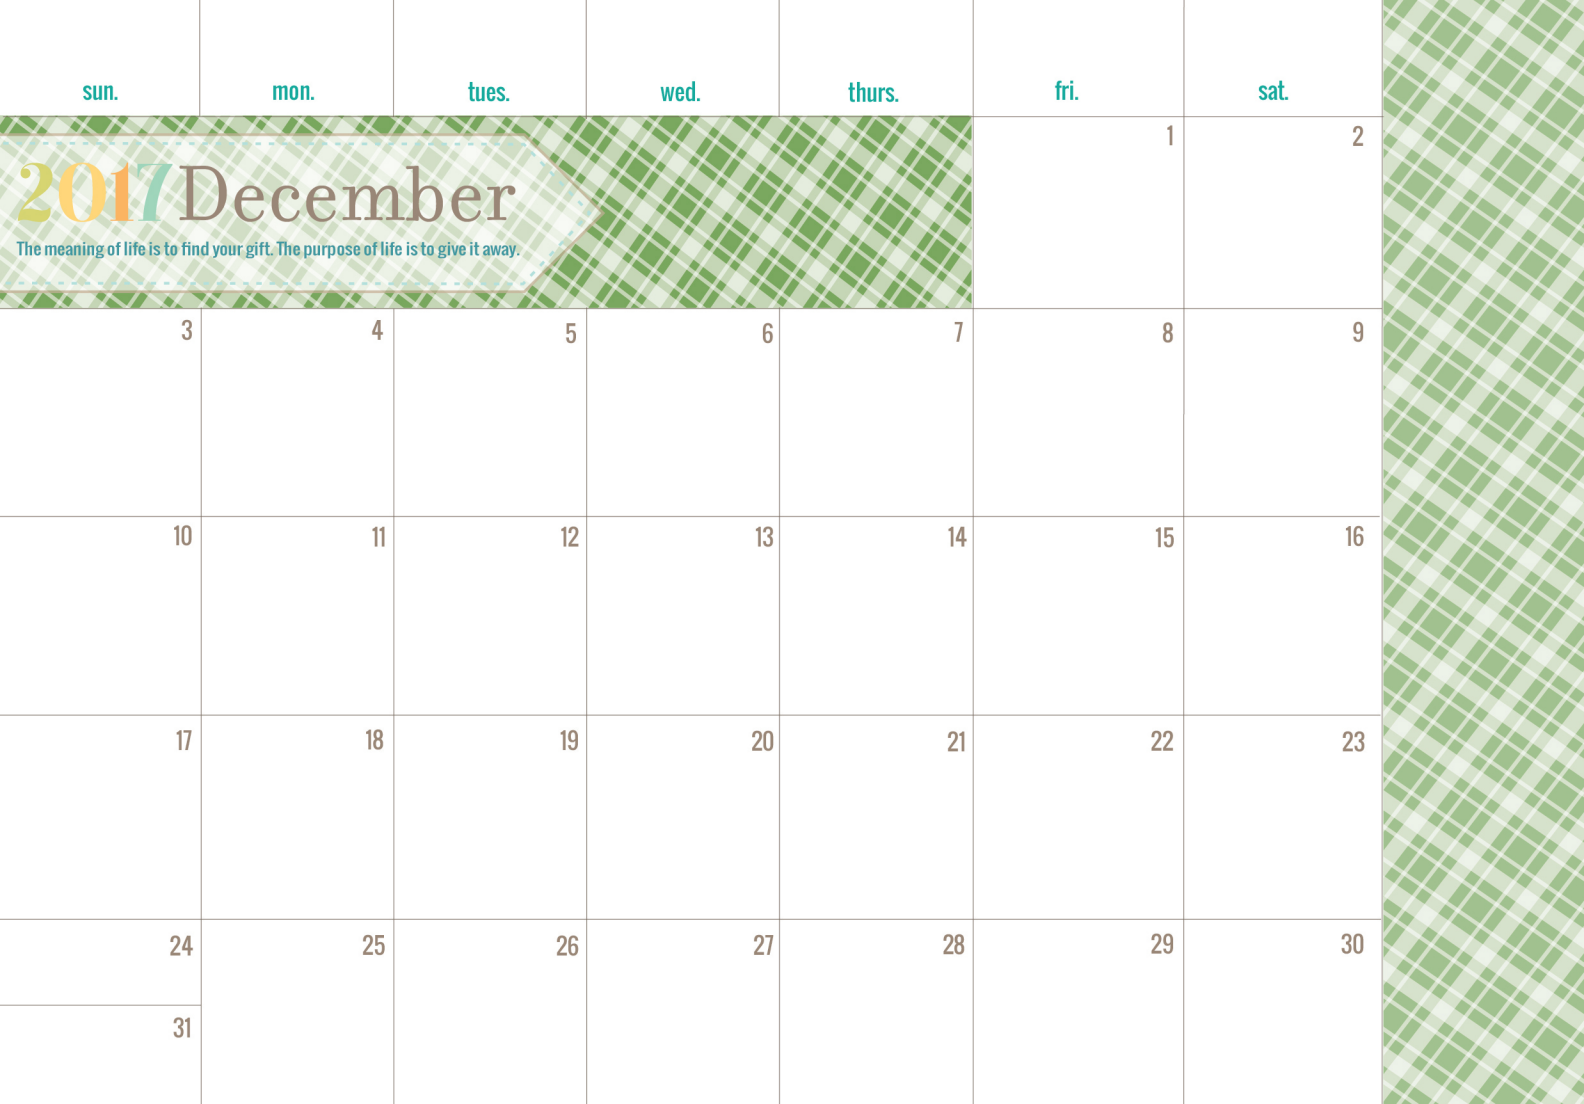 sun. mon. tues. wed. thurs. fri. sat.
2017 December 1 2
The meaning of life is to find your gift. The purpose of life is to give it away.
3 4 5 6 7 8 9
10 11 12 13 14 15 16
17 18 19 20 21 22 23
24 25 26 27 28 29 30
31